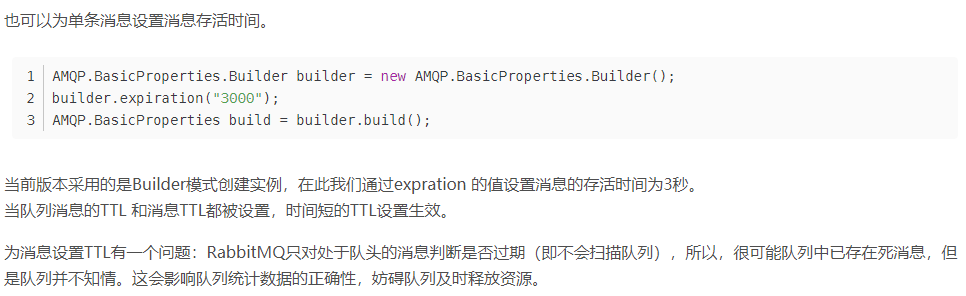 也可以为单条消息设置消息存活时间。
1 AMQP.BasicProperties.Builder builder = new AMQP.BasicProperties.Builder();
2 builder.expiration("3000");
3 AMQP.BasicProperties build = builder.build();
当前版本采用的是Builder模式创建实例，在此我们通过expration 的值设置消息的存活时间为3秒。
当队列消息的TTL 和消息TTL都被设置，时间短的TTL设置生效。
为消息设置TTL有一个问题：RabbitMQ只对处于队头的消息判断是否过期（即不会扫描队列），所以，很可能队列中已存在死消息，但
是队列并不知情。这会影响队列统计数据的正确性，妨碍队列及时释放资源。